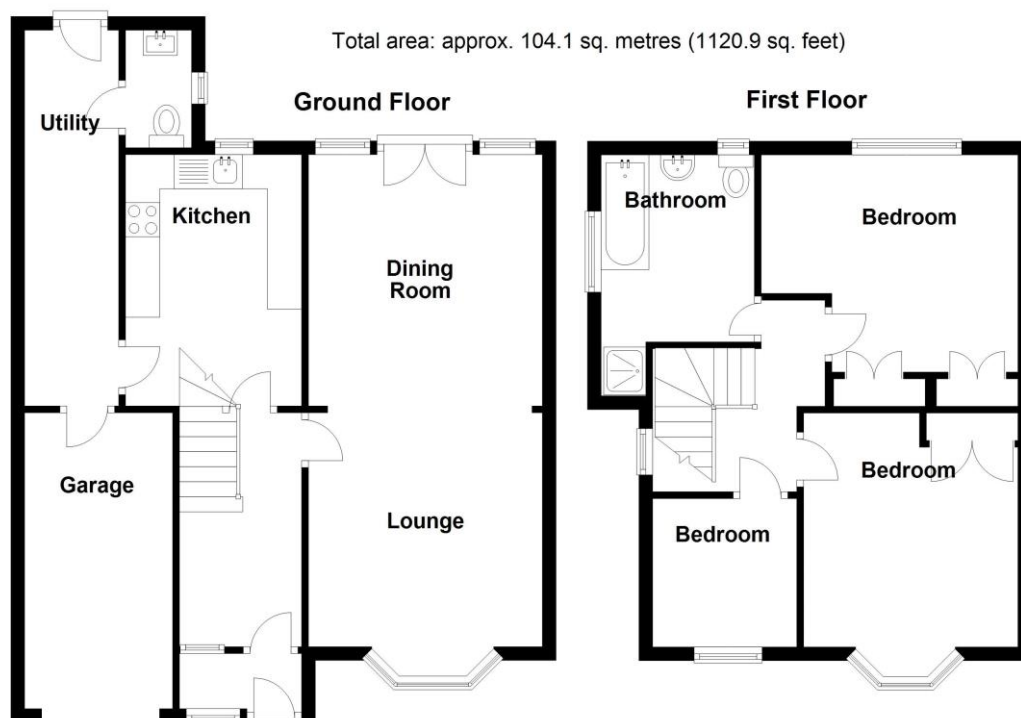 Total area: approx. 104.1 sq. metres (1120.9 sq. feet)
Ground Floor
First Floor
Utility
Kitchen
Dining
Room
Garage
Lounge
Bathroom
Bedroom
Bedroom
Bedroom